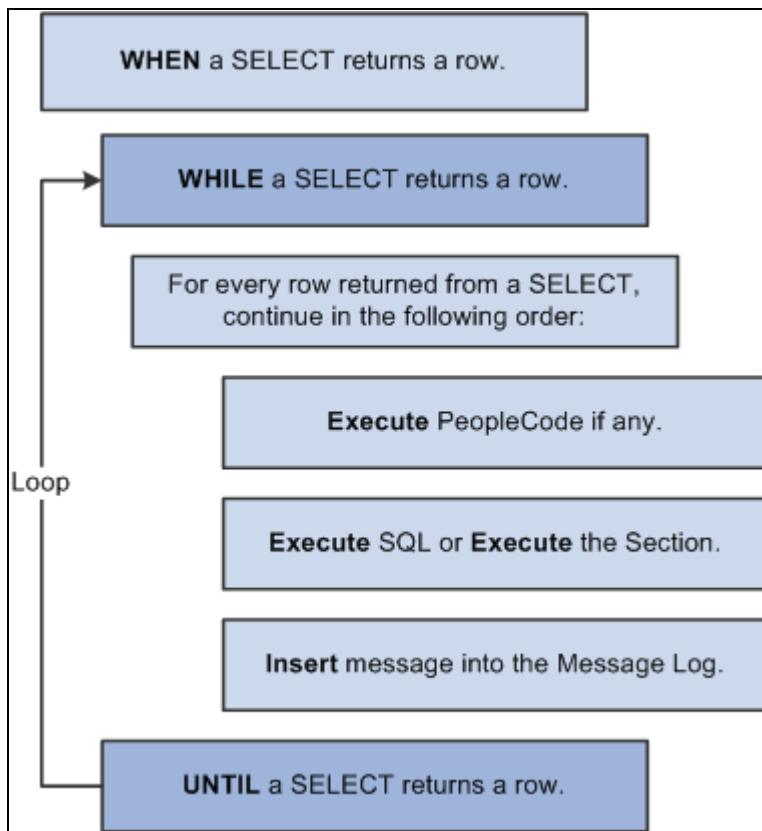 WHEN a SELECT returns a row.
WHILE a SELECT returns a row.
For every row returned from a SELECT,
continue in the following order:
Execute PeopleCode if any.
Loop
Execute SQL or Execute the Section.
Insert message into the Message Log.
UNTIL a SELECT returns a row.